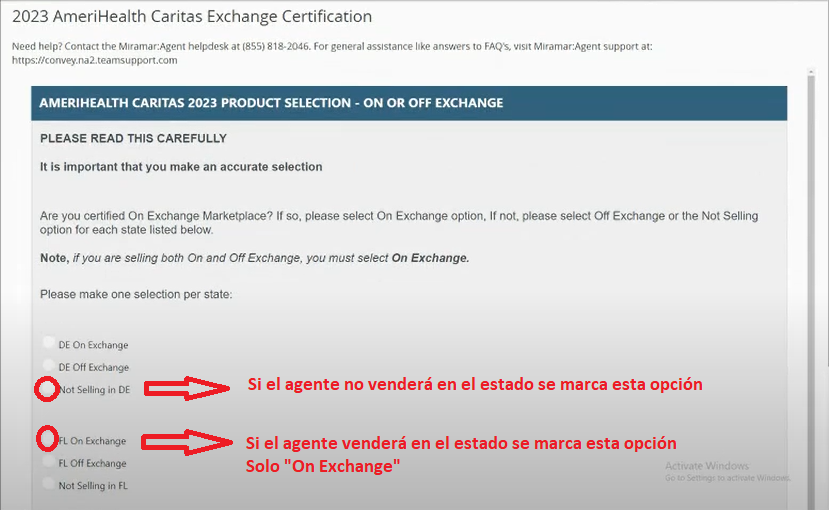 2023 AmeriHealth Caritas Exchange Certification
Need help? Contact the Miramar:Agent helpdesk at (855) 818-2046. For general assistance like answers to FAQ's, visit Miramar:Agent support at:
https://convey.na2.teamsupport.com
AMERIHEALTH CARITAS 2023 PRODUCT SELECTION - ON OR OFF EXCHANGE
PLEASE READ THIS CAREFULLY
It is important that you make an accurate selection
Are you certified On Exchange Marketplace? If so, please select On Exchange option, If not, please select Off Exchange or the Not Selling
option for each state listed below.
Note, if you are selling both On and Off Exchange, you must select On Exchange.
Please make one selection per state:
DE On Exchange
DE Off Exchange
Not Selling in DE
Si el agente no venderá en el estado se marca esta opción
FL On Exchange
Si el agente venderá en el estado se marca esta opción
Solo "On Exchange"
FL Off Exchange
Not Selling in FL
Activate Windows
Go to Settings to activate Windows.